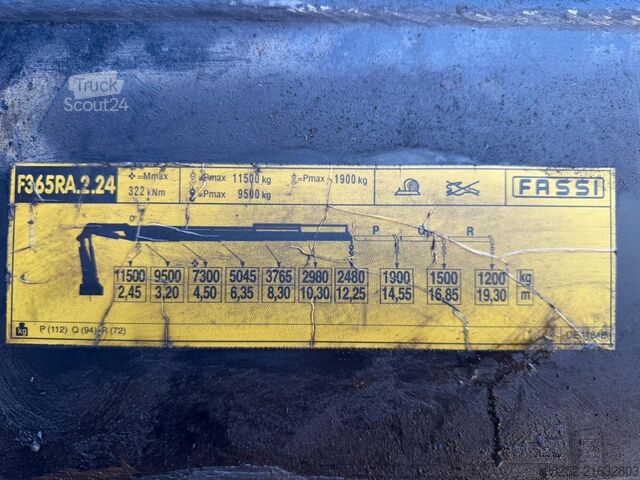 Truck
Scout24
F365RA.2.24
=Mmax
322 kNm
=Pmax 11500 kg
=Pmax 9500 kg
=Pmax 1900 kg
FASSI
0°
P Q R
11500 9500 7300 5045 3765 2980 2480 1900 1500 1200 kg
2,45 3,20 4,50 6,35 8,30 10,30 12,25 14,55 16,85 19,30 m
kg P (112) Q (94) R (72)